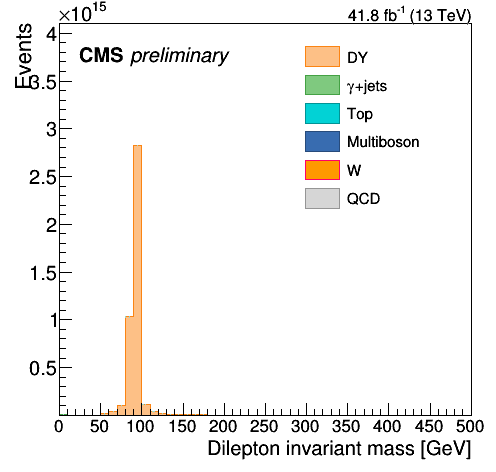 ×10¹⁵
41.8 fb⁻¹ (13 TeV)
Events
CMS preliminary
4
3.5
3
2.5
2
1.5
1
0.5
DY
γ+jets
Top
Multiboson
W
QCD
0 50 100 150 200 250 300 350 400 450 500
Dilepton invariant mass [GeV]